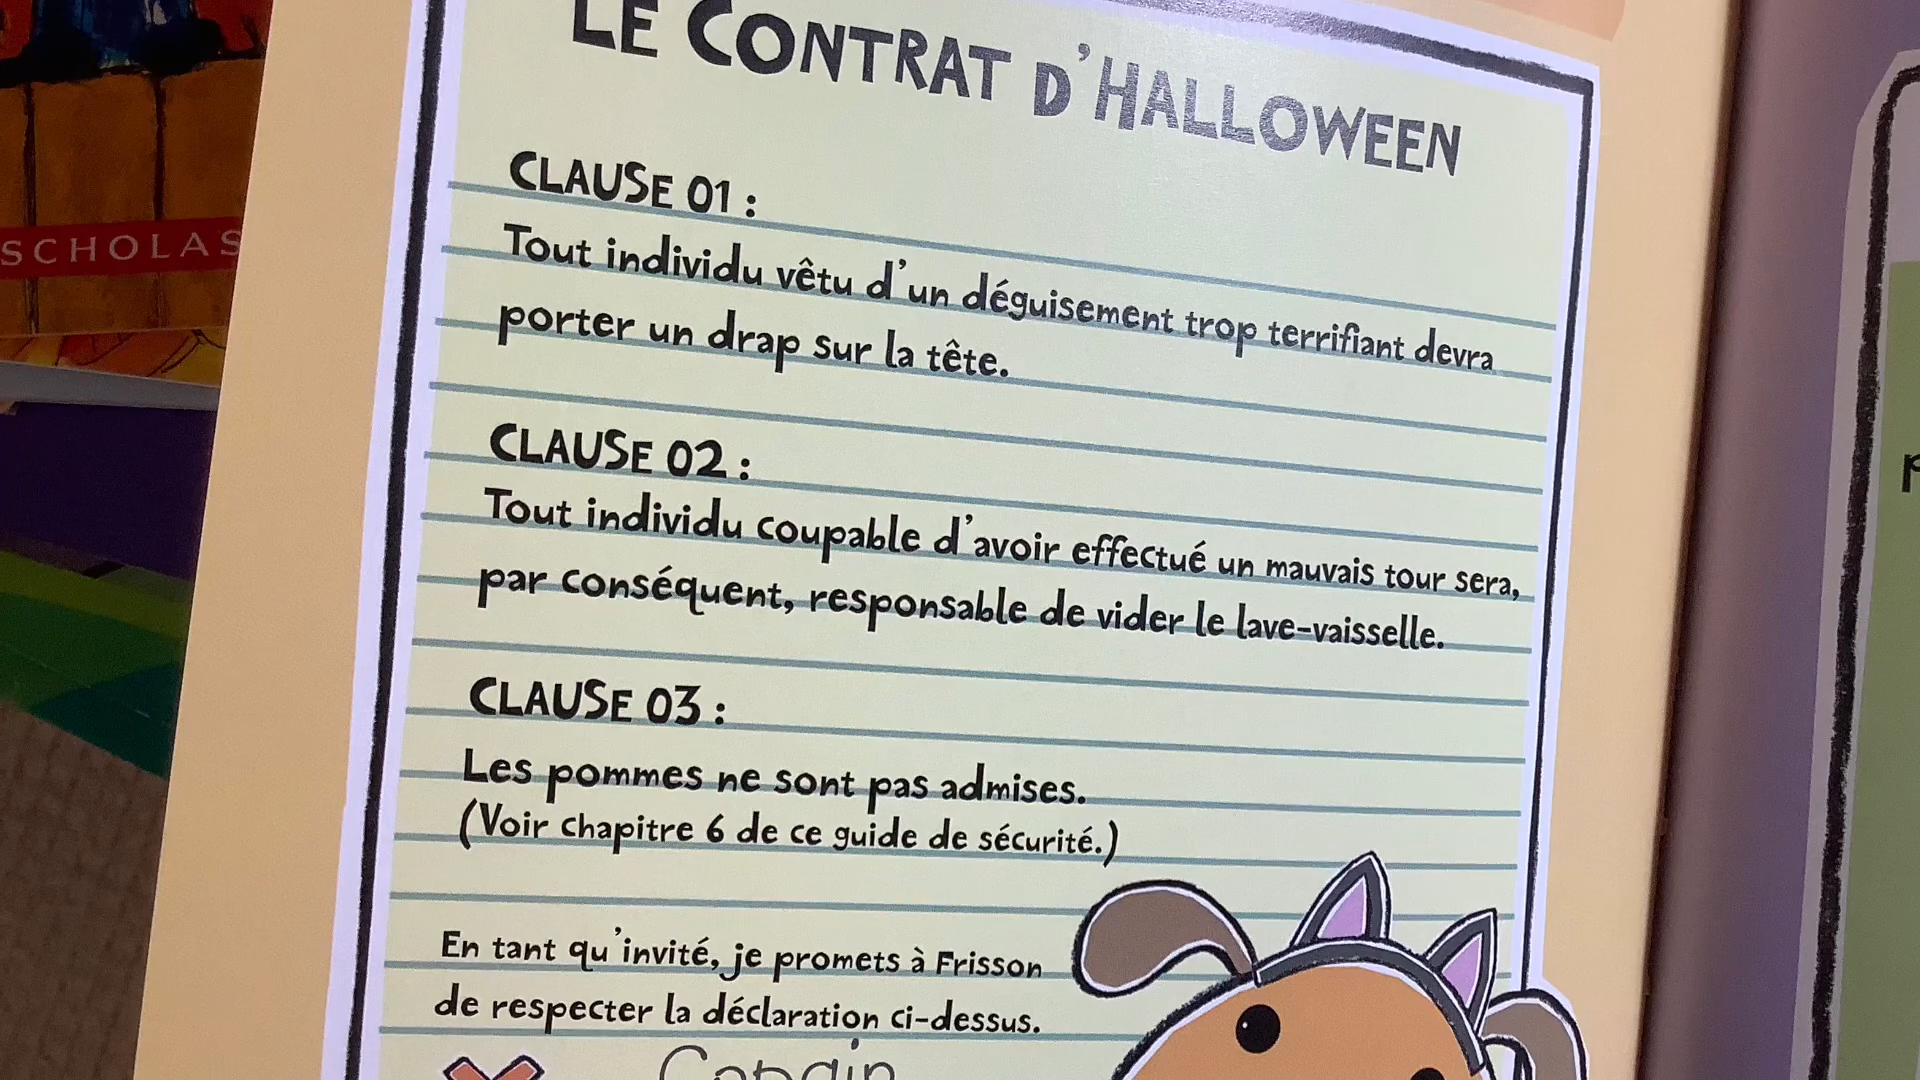 SCHOLAS
LE CONTRAT D'HALLOWEEN
CLAUSE 01 :
Tout individu vêtu d'un déguisement trop terrifiant devra
porter un drap sur la tête.
CLAUSE 02 :
Tout individu coupable d'avoir effectué un mauvais tour sera,
par conséquent, responsable de vider le lave-vaisselle.
CLAUSE 03 :
Les pommes ne sont pas admises.
(Voir chapitre 6 de ce guide de sécurité.)
En tant qu'invité, je promets à Frisson
de respecter la déclaration ci-dessus.